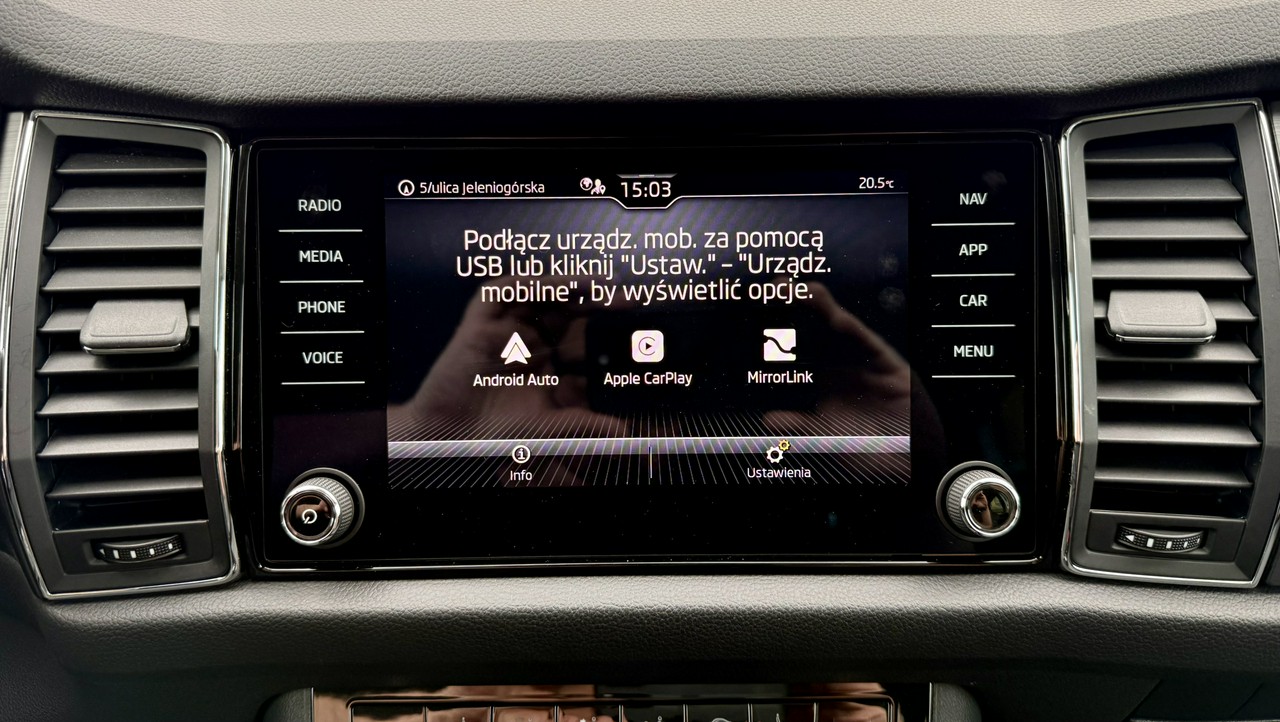 5/ulica Jeleniogórska
15:03
20.5°C
RADIO
MEDIA
PHONE
VOICE
Podłącz urządz. mob. za pomocą
USB lub kliknij "Ustaw." – "Urządz.
mobilne", by wyświetlić opcje.
Android Auto
Apple CarPlay
MirrorLink
Info
Ustawienia
NAV
APP
CAR
MENU